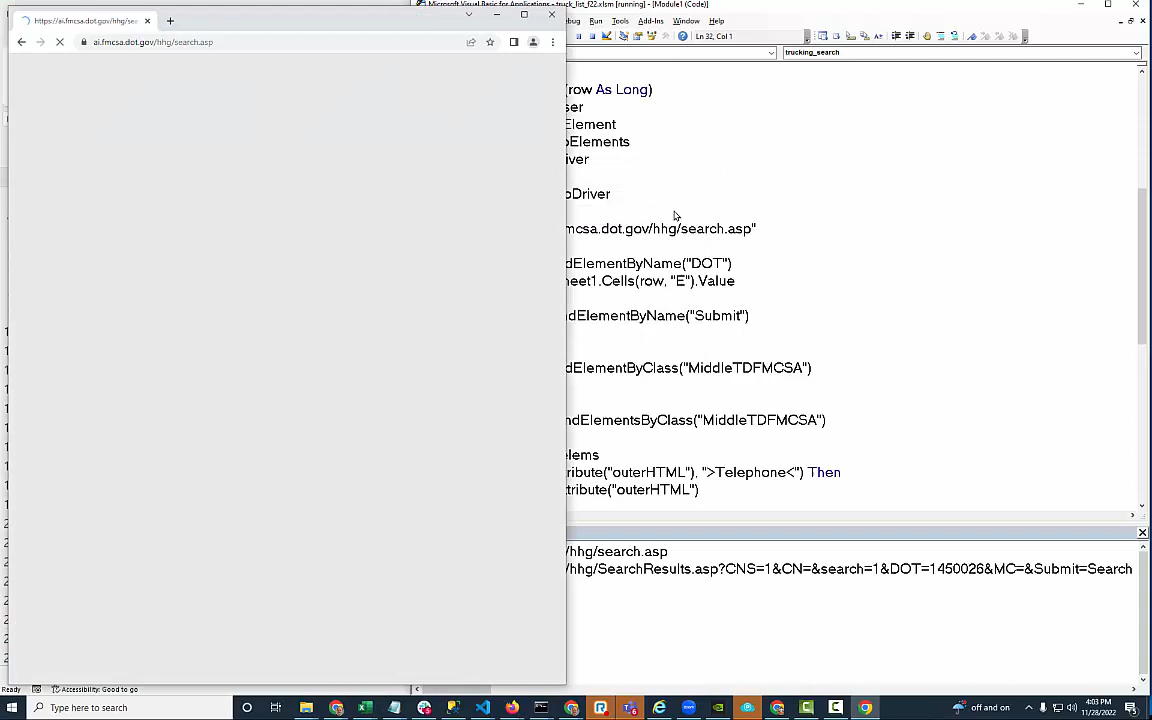 Microsoft Visual Basic for Applications - truck_list_f22.xlsm [running] - [Module1 (Code)]
https://ai.fmcsa.dot.gov/hhg/sea
ebug Run Tools Add-Ins Window Help
ai.fmcsa.dot.gov/hhg/search.asp
Ln 32, Col 1
trucking_search
(row As Long)
ser
Element
bElements
iver
bDriver
mcsa.dot.gov/hhg/search.asp"
dElementByName("DOT")
heet1.Cells(row, "E").Value
dElementByName("Submit")
dElementByClass("MiddleTDFMCSA")
ndElementsByClass("MiddleTDFMCSA")
elems
ribute("outerHTML"), ">Telephone<") Then
ttribute("outerHTML")
/hhg/search.asp
/hhg/SearchResults.asp?CNS=1&CN=&search=1&DOT=1450026&MC=&Submit=Search
Ready Accessibility: Good to go
Type here to search
off and on
4:03 PM
11/28/2022